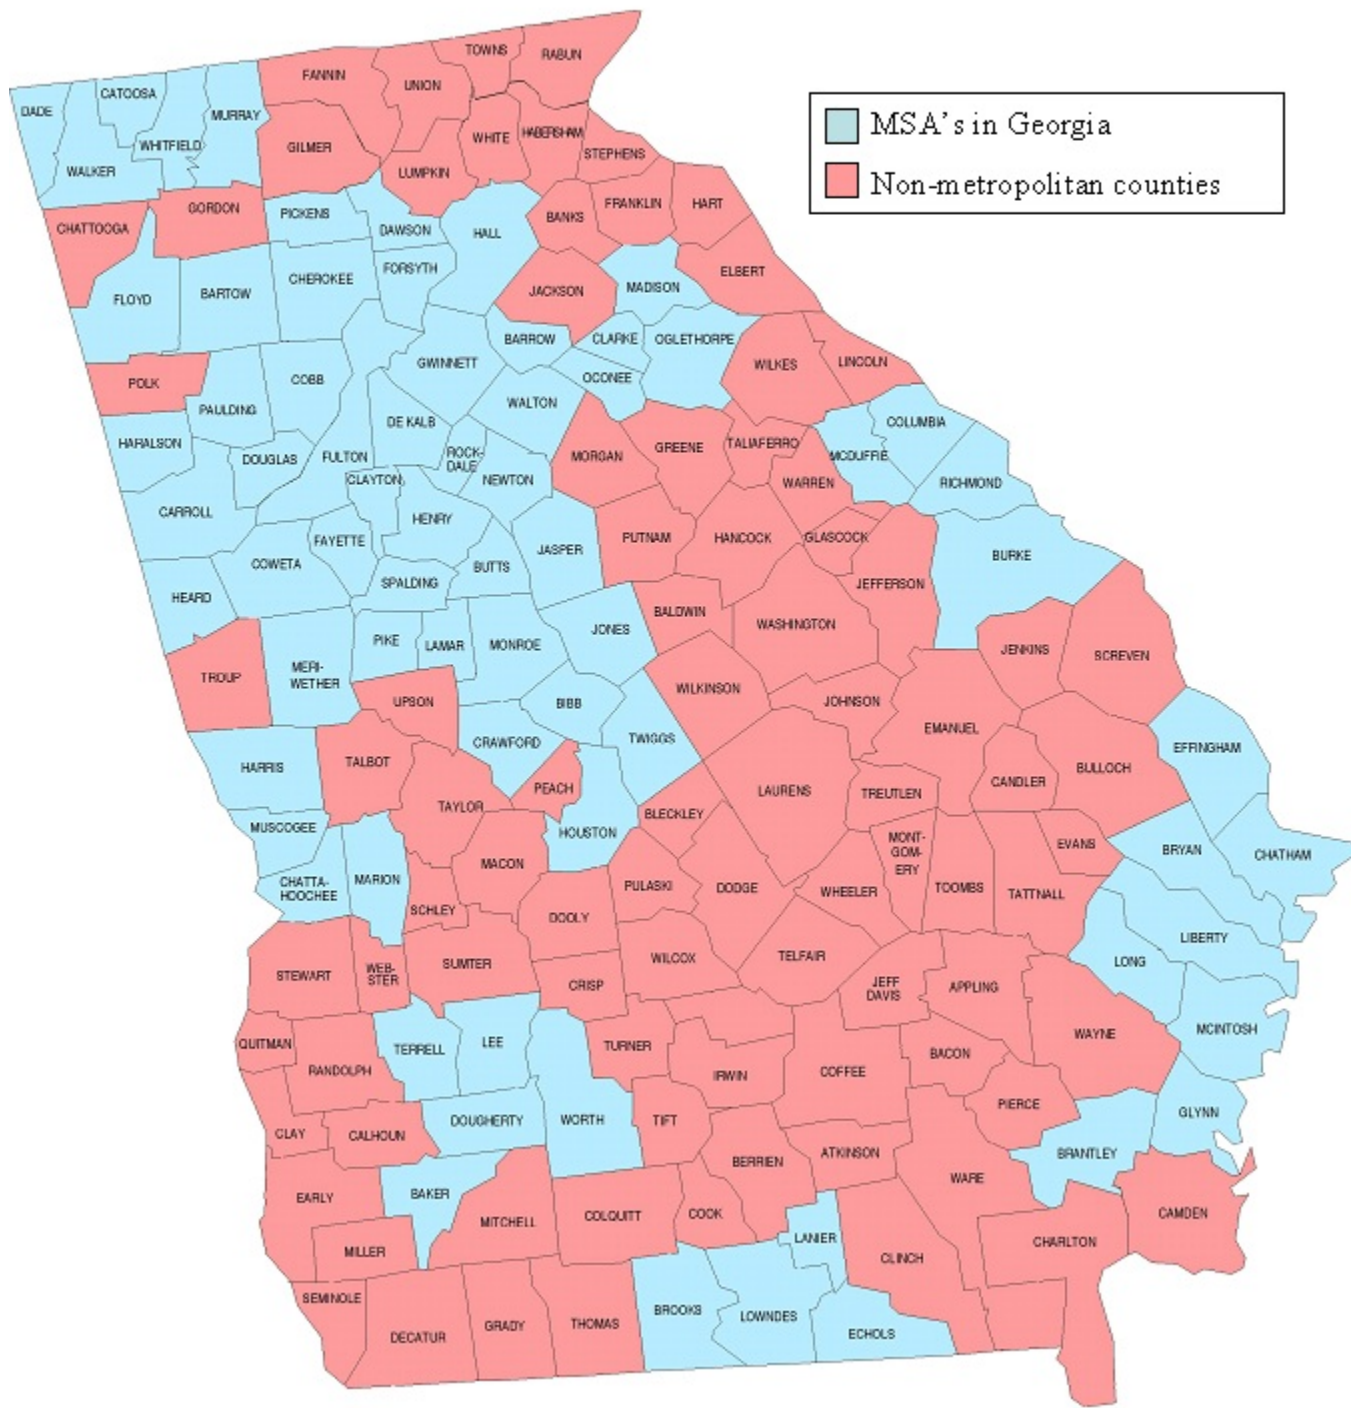 TOWNS
RABUN
FANNIN
UNION
CATOOSA
DADE
MURRAY
WHITE
HABERSHAM
WHITFIELD
GILMER
STEPHENS
WALKER
LUMPKIN
MSA's in Georgia
Non-metropolitan counties
GORDON
FRANKLIN
HART
PICKENS
BANKS
CHATTOOGA
DAWSON
HALL
FORSYTH
ELBERT
CHEROKEE
MADISON
BARTOW
JACKSON
FLOYD
BARROW
CLARKE
OGLETHORPE
GWINNETT
WILKES
LINCOLN
COBB
OCONEE
POLK
WALTON
PAULDING
DE KALB
COLUMBIA
HARALSON
GREENE
TALIAFERRO
ROCK-
DALE
DOUGLAS
FULTON
MORGAN
MCDUFFIE
CLAYTON
NEWTON
WARREN
RICHMOND
CARROLL
HENRY
PUTNAM
HANCOCK
GLASCOCK
FAYETTE
JASPER
BURKE
COWETA
BUTTS
SPALDING
JEFFERSON
HEARD
BALDWIN
WASHINGTON
JONES
PIKE
LAMAR
MONROE
JENKINS
SCREVEN
MERI-
WETHER
TROUP
WILKINSON
UPSON
BIBB
JOHNSON
EMANUEL
CRAWFORD
TWIGGS
EFFINGHAM
HARRIS
TALBOT
BULLOCH
CANDLER
PEACH
LAURENS
TREUTLEN
TAYLOR
BLECKLEY
MUSCOGEE
HOUSTON
MONT-
GOM-
ERY
EVANS
BRYAN
CHATHAM
MACON
CHATTA-
HOOCHEE
MARION
PULASKI
DODGE
WHEELER
TOOMBS
TATTNALL
SCHLEY
DOOLY
LIBERTY
STEWART
WEB-
STER
SUMTER
WILCOX
TELFAIR
LONG
CRISP
JEFF
DAVIS
APPLING
MCINTOSH
QUITMAN
TERRELL
LEE
TURNER
WAYNE
RANDOLPH
IRWIN
COFFEE
BACON
PIERCE
GLYNN
DOUGHERTY
WORTH
TIFT
CLAY
CALHOUN
BERRIEN
ATKINSON
BRANTLEY
EARLY
BAKER
WARE
MITCHELL
COLQUITT
COOK
CAMDEN
LANIER
CHARLTON
MILLER
CLINCH
SEMINOLE
BROOKS
LOWNDES
DECATUR
GRADY
THOMAS
ECHOLS